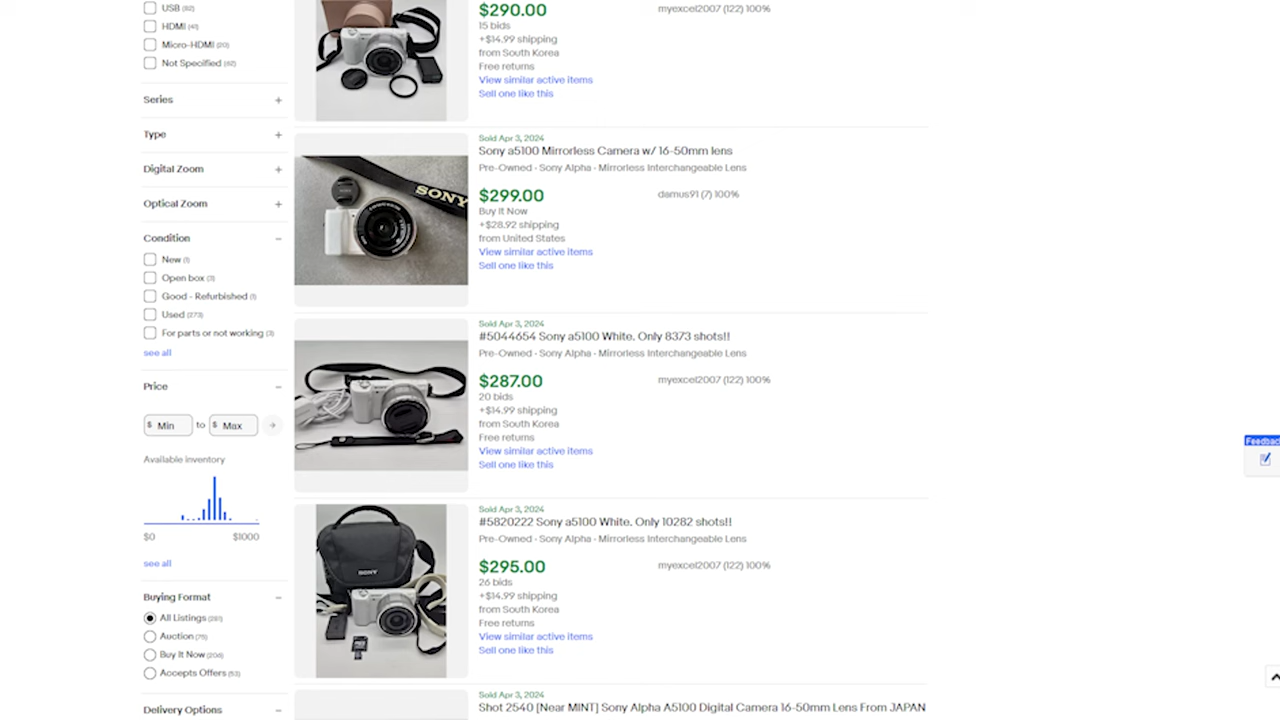 USB (82)
HDMI (41)
Micro-HDMI (20)
Not Specified (62)
Series
Type
Digital Zoom
Optical Zoom
Condition
New (1)
Open box (3)
Good - Refurbished (1)
Used (273)
For parts or not working (3)
see all
Price
$ Min to $ Max
Available inventory
$0 $1000
see all
Buying Format
All Listings (281)
Auction (75)
Buy It Now (206)
Accepts Offers (53)
Delivery Options
$290.00
myexcel2007 (122) 100%
15 bids
+$14.99 shipping
from South Korea
Free returns
View similar active items
Sell one like this
Sold Apr 3, 2024
Sony a5100 Mirrorless Camera w/ 16-50mm lens
Pre-Owned · Sony Alpha · Mirrorless Interchangeable Lens
$299.00
damus91 (7) 100%
Buy It Now
+$28.92 shipping
from United States
View similar active items
Sell one like this
SONY
Sold Apr 3, 2024
#5044654 Sony a5100 White. Only 8373 shots!!
Pre-Owned · Sony Alpha · Mirrorless Interchangeable Lens
$287.00
myexcel2007 (122) 100%
20 bids
+$14.99 shipping
from South Korea
Free returns
View similar active items
Sell one like this
Sold Apr 3, 2024
#5820222 Sony a5100 White. Only 10282 shots!!
Pre-Owned · Sony Alpha · Mirrorless Interchangeable Lens
$295.00
myexcel2007 (122) 100%
26 bids
+$14.99 shipping
from South Korea
Free returns
View similar active items
Sell one like this
SONY
Sold Apr 3, 2024
Shot 2540 [Near MINT] Sony Alpha A5100 Digital Camera 16-50mm Lens From JAPAN
Feedbac